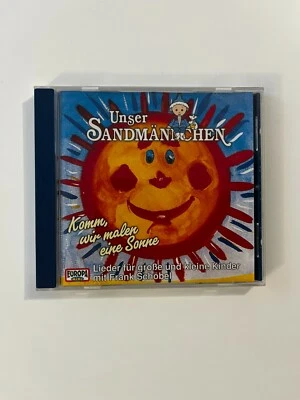 Unser
SANDMÄNNCHEN
Komm,
wir malen
eine Sonne
Lieder für große und kleine Kinder
mit Frank Schöbel
EUROPA